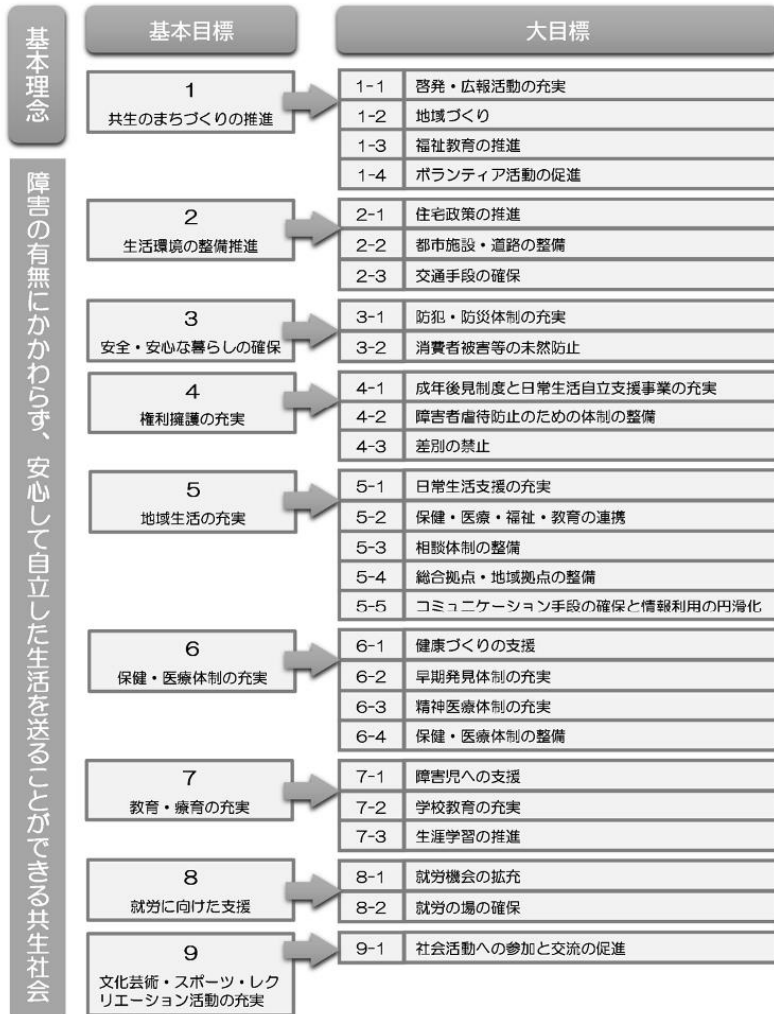 基本理念
障害の有無にかかわらず、安心して自立した生活を送ることができる共生社会
基本目標
大目標
1
共生のまちづくりの推進
1-1 啓発・広報活動の充実
1-2 地域づくり
1-3 福祉教育の推進
1-4 ボランティア活動の促進
2
生活環境の整備推進
2-1 住宅政策の推進
2-2 都市施設・道路の整備
2-3 交通手段の確保
3
安全・安心な暮らしの確保
3-1 防犯・防災体制の充実
3-2 消費者被害等の未然防止
4
権利擁護の充実
4-1 成年後見制度と日常生活自立支援事業の充実
4-2 障害者虐待防止のための体制の整備
4-3 差別の禁止
5
地域生活の充実
5-1 日常生活支援の充実
5-2 保健・医療・福祉・教育の連携
5-3 相談体制の整備
5-4 総合拠点・地域拠点の整備
5-5 コミュニケーション手段の確保と情報利用の円滑化
6
保健・医療体制の充実
6-1 健康づくりの支援
6-2 早期発見体制の充実
6-3 精神医療体制の充実
6-4 保健・医療体制の整備
7
教育・療育の充実
7-1 障害児への支援
7-2 学校教育の充実
7-3 生涯学習の推進
8
就労に向けた支援
8-1 就労機会の拡充
8-2 就労の場の確保
9
文化芸術・スポーツ・レク
リエーション活動の充実
9-1 社会活動への参加と交流の促進